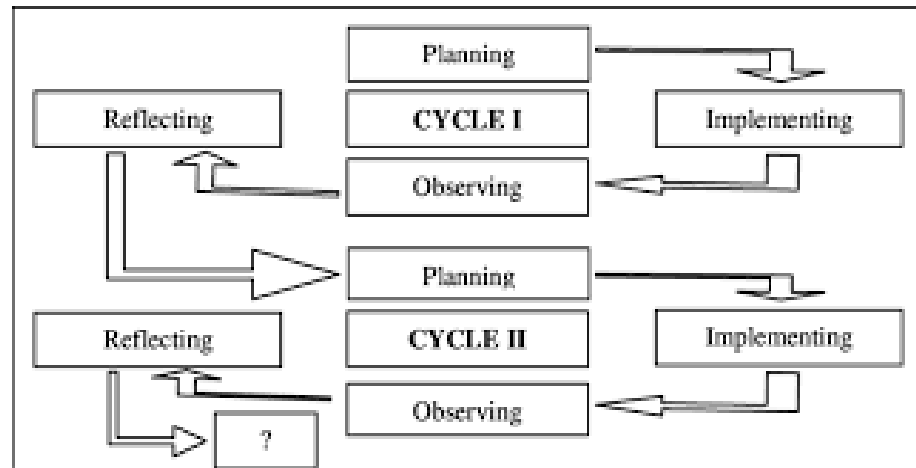 Planning
Reflecting
CYCLE I
Implementing
Observing
Planning
Reflecting
CYCLE II
Implementing
Observing
?